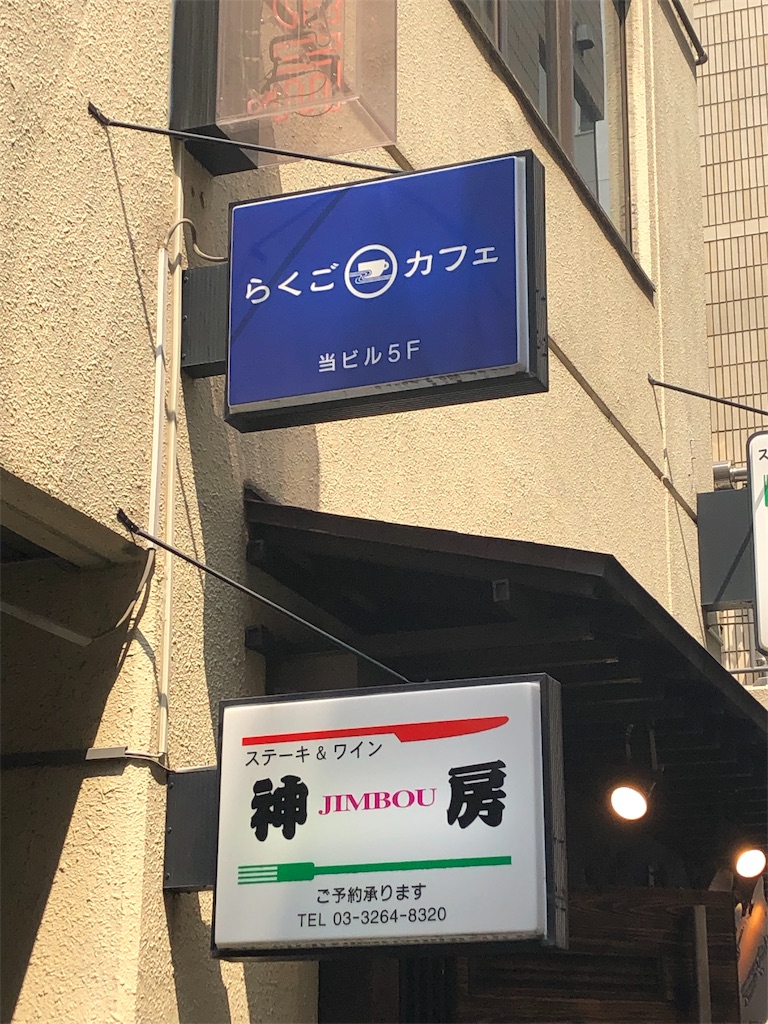 らくご カフェ
当ビル5F
ステーキ&ワイン
神 JIMBOU 房
ご予約承ります
TEL 03-3264-8320
ス